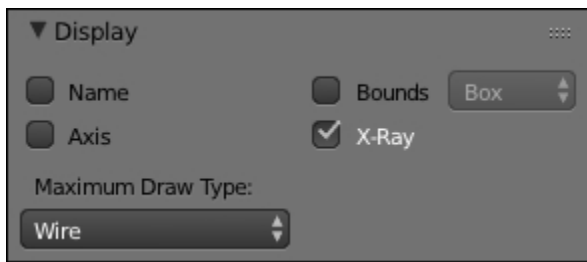 Display
Name
Bounds Box
Axis
X-Ray
Maximum Draw Type:
Wire